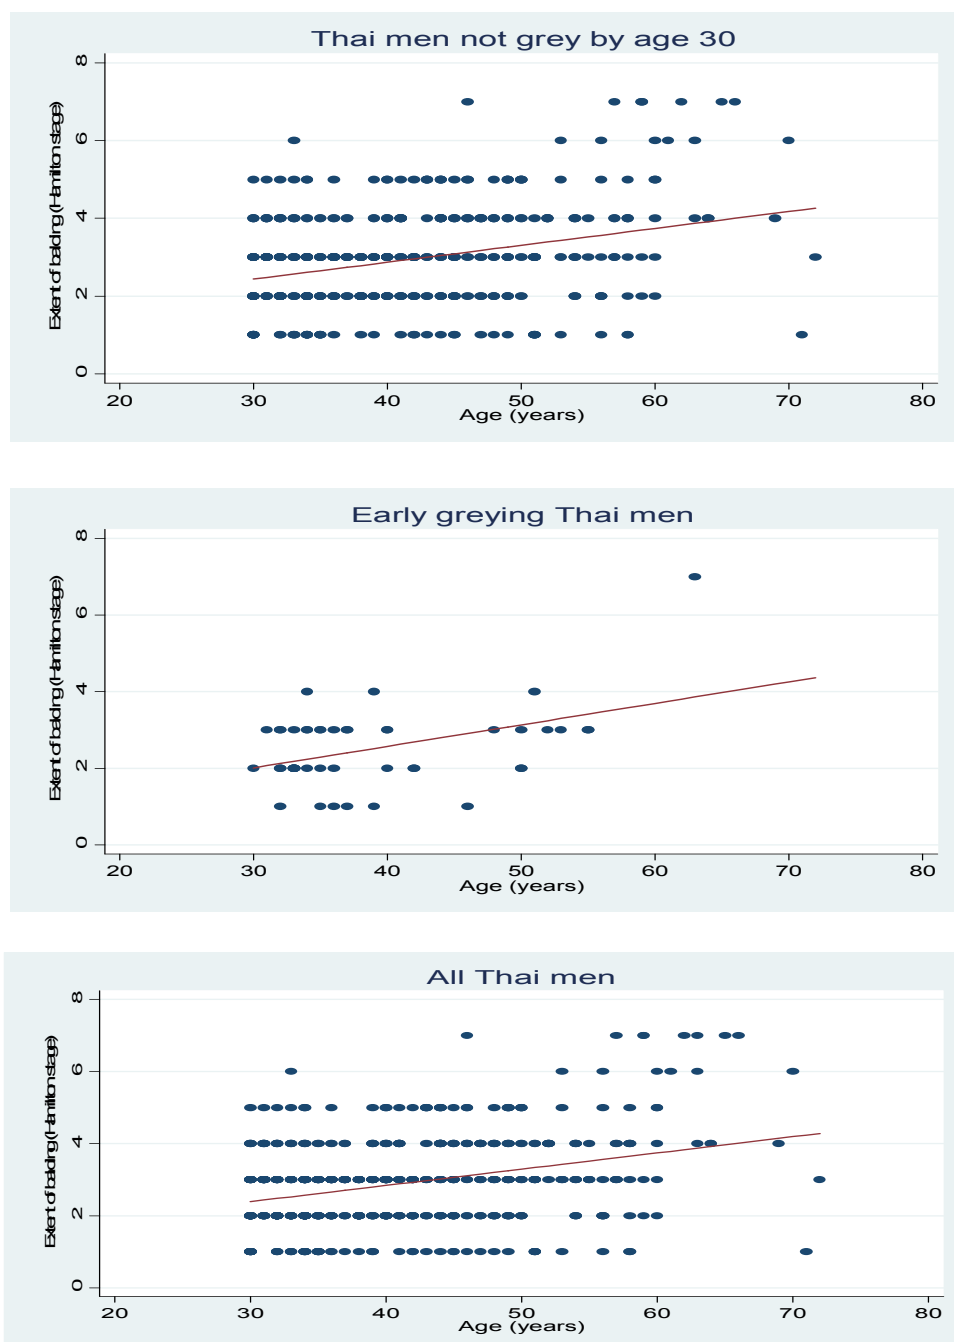 Thai men not grey by age 30
8
6
4
2
0
Extent of balding (Hamilton stage)
20 30 40 50 60 70 80
Age (years)
Early greying Thai men
8
6
4
2
0
Extent of balding (Hamilton stage)
20 30 40 50 60 70 80
Age (years)
All Thai men
8
6
4
2
0
Extent of balding (Hamilton stage)
20 30 40 50 60 70 80
Age (years)